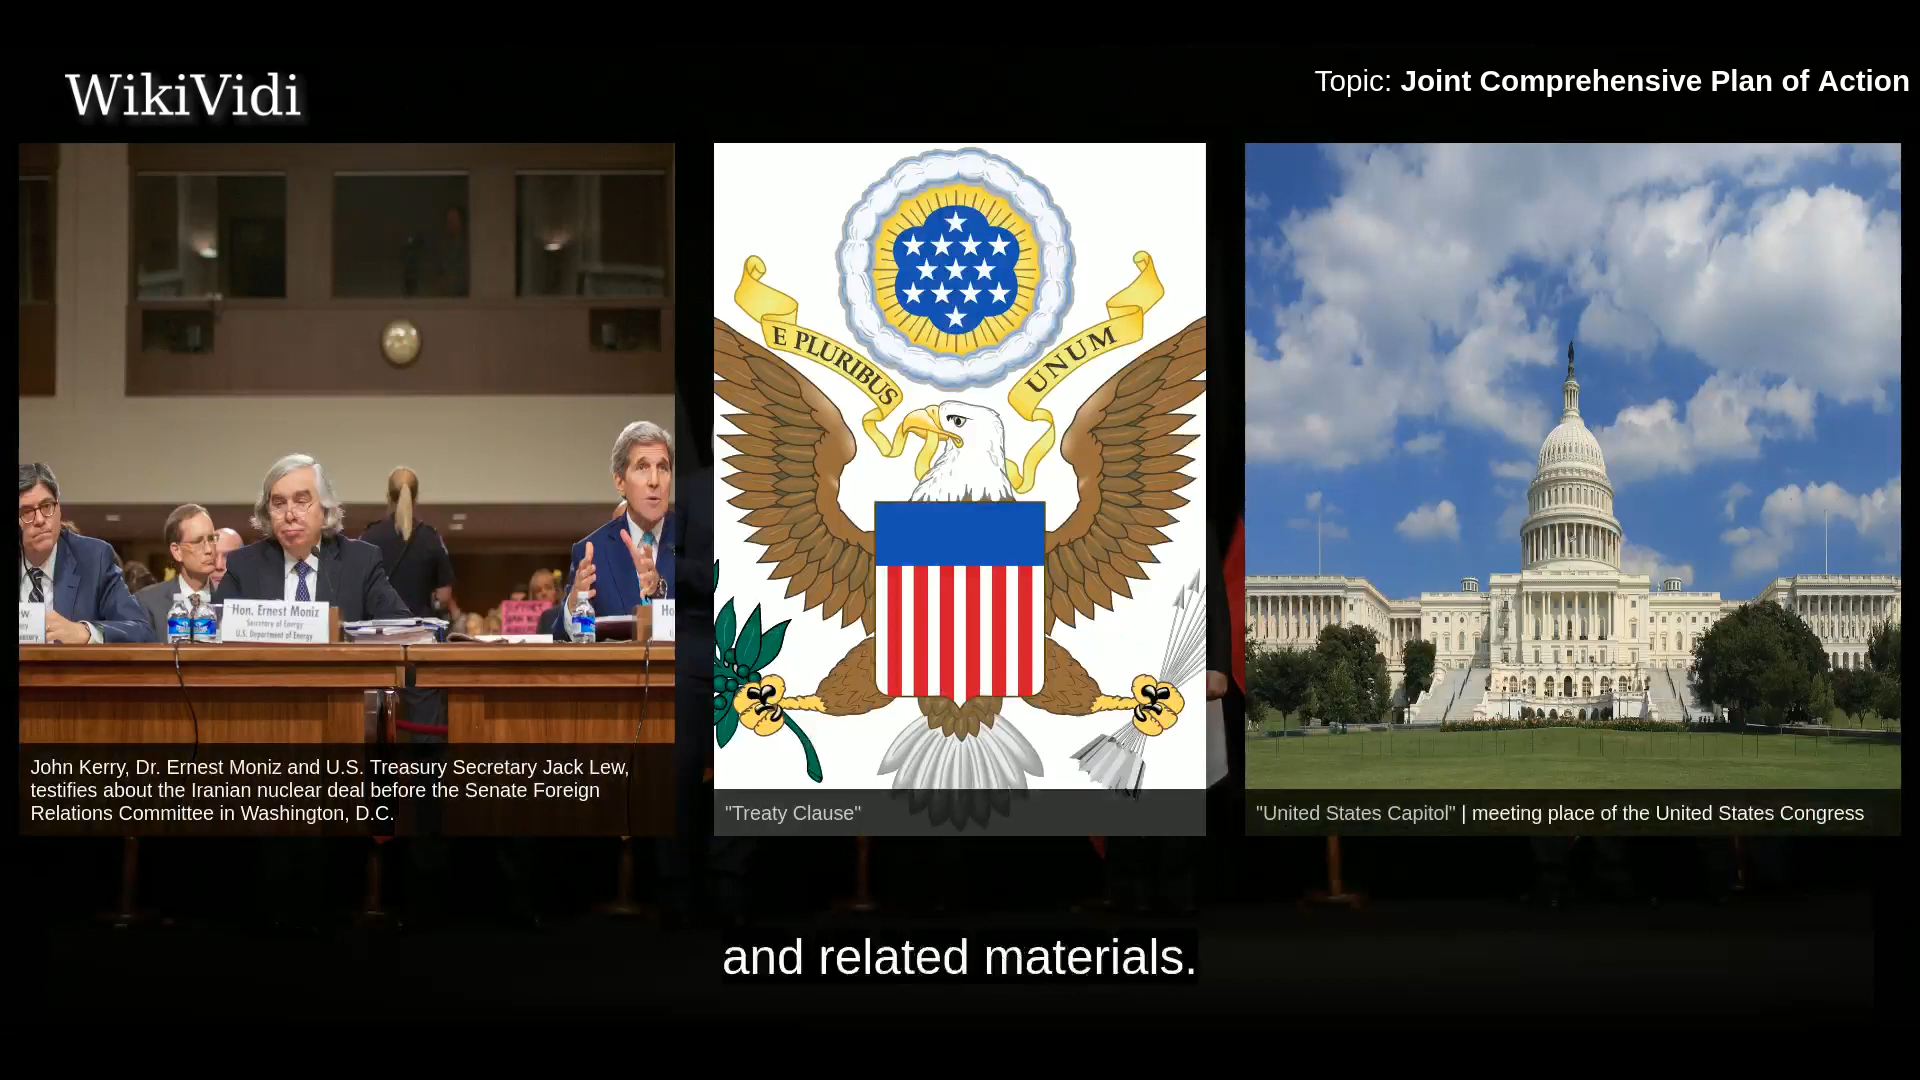 WikiVidi
Topic: Joint Comprehensive Plan of Action
E PLURIBUS
UNUM
Hon. Ernest Moniz
Secretary of Energy
U.S. Department of Energy
Ho
SUPPORT
John Kerry, Dr. Ernest Moniz and U.S. Treasury Secretary Jack Lew,
testifies about the Iranian nuclear deal before the Senate Foreign
Relations Committee in Washington, D.C.
"Treaty Clause"
"United States Capitol" | meeting place of the United States Congress
and related materials.